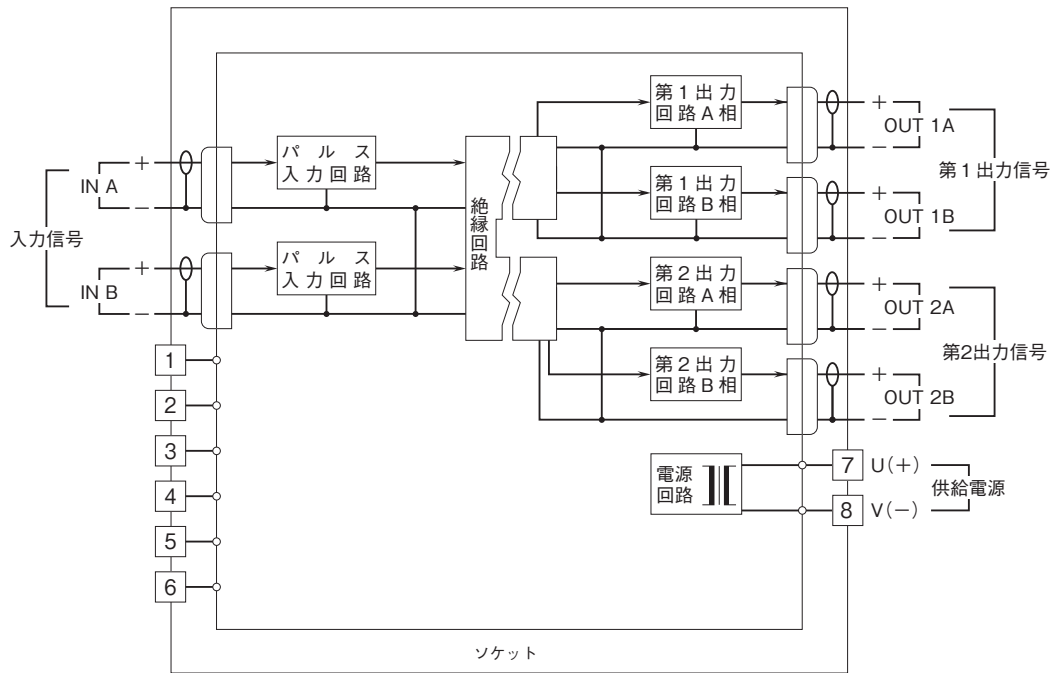 入力信号
IN A
+
−
IN B
+
−
パルス
入力回路
パルス
入力回路
絶縁回路
第1出力
回路A相
第1出力
回路B相
第2出力
回路A相
第2出力
回路B相
+
OUT 1A
−
+
OUT 1B
−
第1出力信号
+
OUT 2A
−
+
OUT 2B
−
第2出力信号
1
2
3
4
5
6
電源
回路
7
U(+)
8
V(−)
供給電源
ソケット